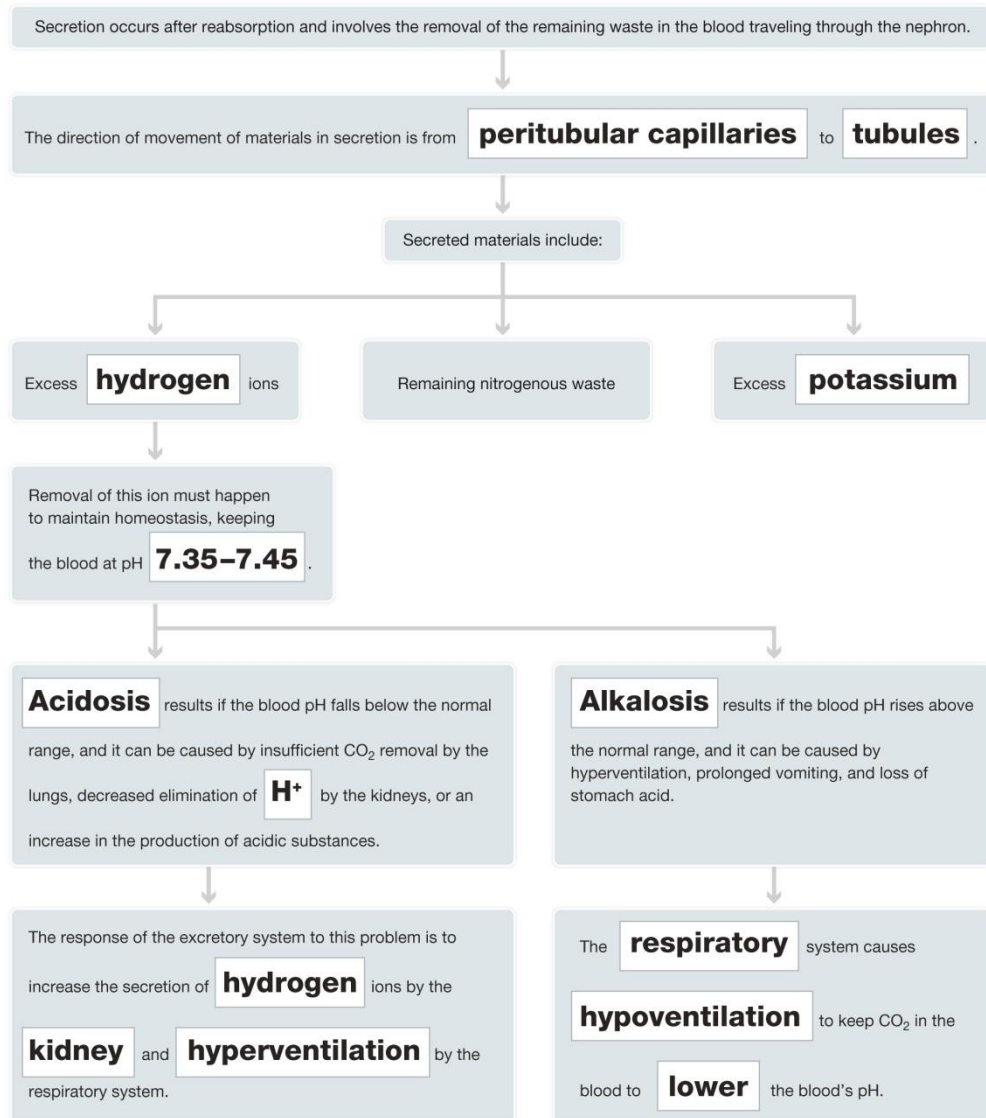 Secretion occurs after reabsorption and involves the removal of the remaining waste in the blood traveling through the nephron.
The direction of movement of materials in secretion is from peritubular capillaries to tubules .
Secreted materials include:
Excess hydrogen ions
Remaining nitrogenous waste
Excess potassium
Removal of this ion must happen
to maintain homeostasis, keeping
the blood at pH 7.35–7.45 .
Acidosis results if the blood pH falls below the normal
range, and it can be caused by insufficient CO₂ removal by the
lungs, decreased elimination of H⁺ by the kidneys, or an
increase in the production of acidic substances.
Alkalosis results if the blood pH rises above
the normal range, and it can be caused by
hyperventilation, prolonged vomiting, and loss of
stomach acid.
The response of the excretory system to this problem is to
increase the secretion of hydrogen ions by the
kidney and hyperventilation by the
respiratory system.
The respiratory system causes
hypoventilation to keep CO₂ in the
blood to lower the blood's pH.